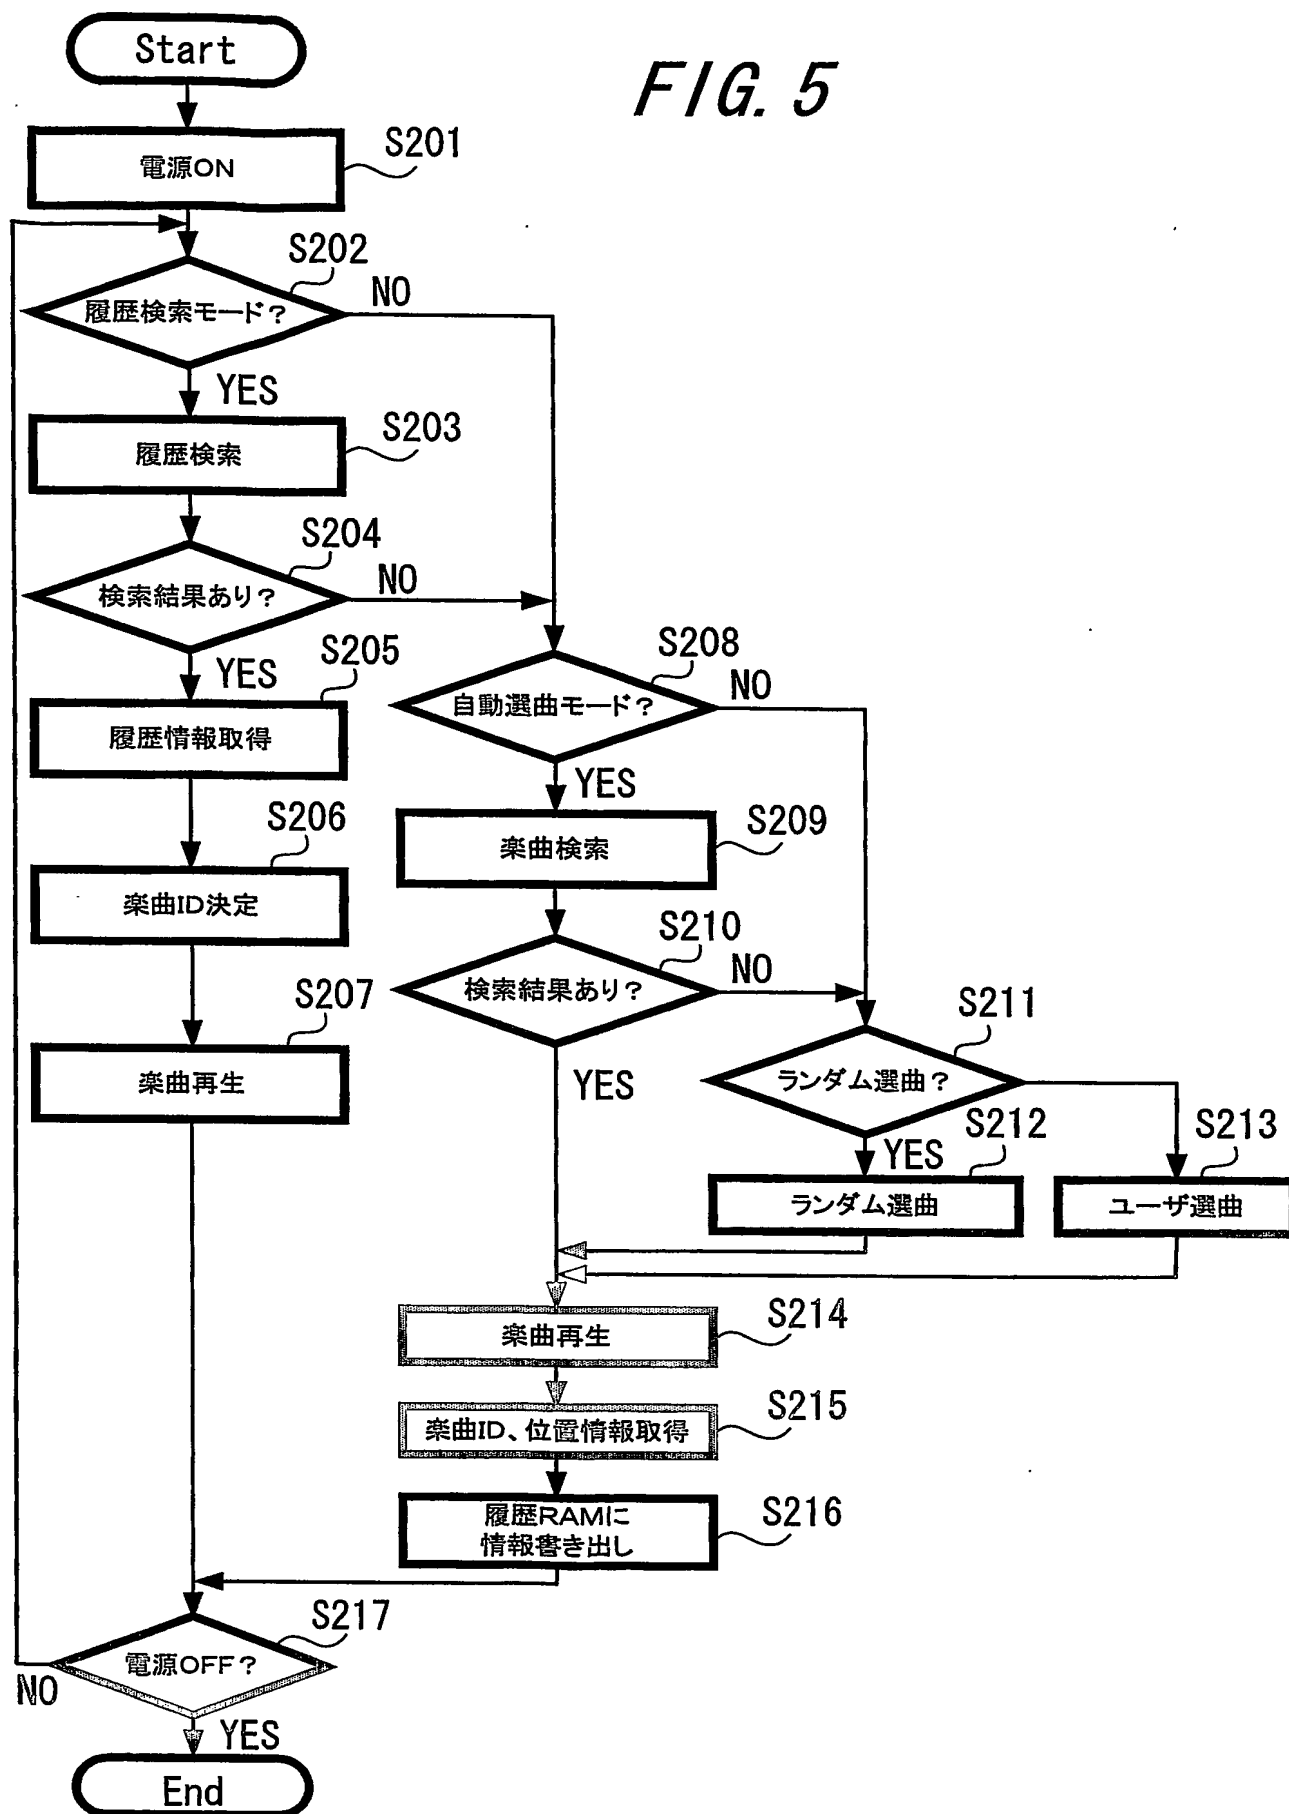 Start
FIG. 5
電源ON
S201
履歴検索モード?
S202
NO
YES
履歴検索
S203
検索結果あり?
S204
NO
YES
履歴情報取得
S205
楽曲ID決定
S206
楽曲再生
S207
自動選曲モード?
S208
NO
YES
楽曲検索
S209
検索結果あり?
S210
NO
YES
ランダム選曲?
S211
YES
ランダム選曲
S212
ユーザ選曲
S213
楽曲再生
S214
楽曲ID、位置情報取得
S215
履歴RAMに
情報書き出し
S216
電源OFF?
S217
NO
YES
End